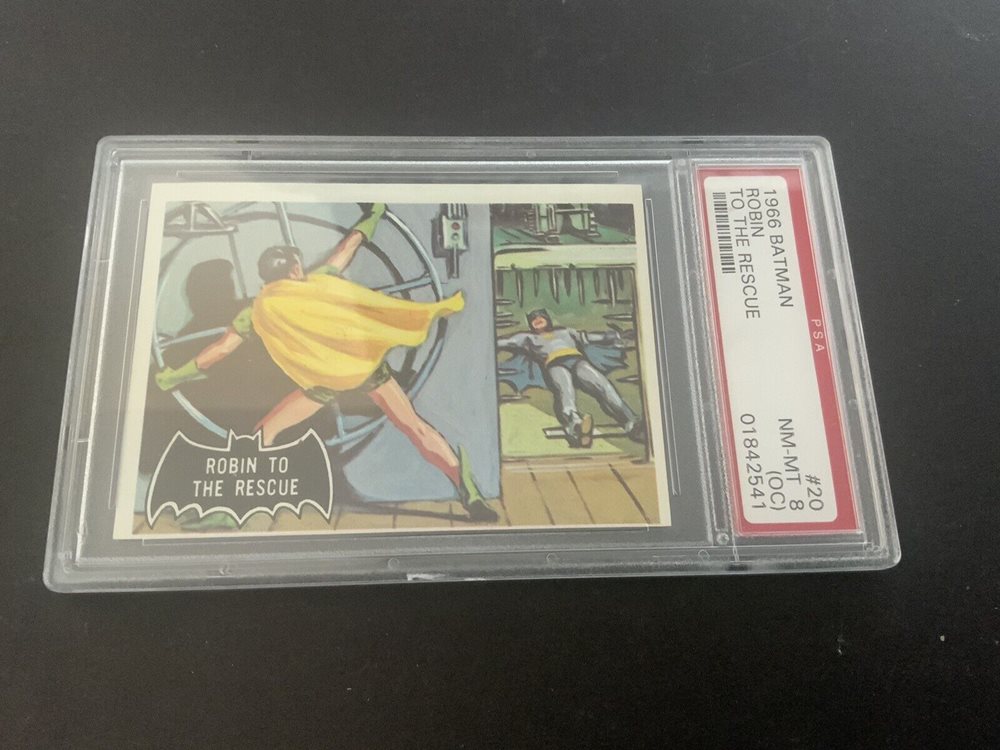 ROBIN TO
THE RESCUE
1966 BATMAN
ROBIN
TO THE RESCUE
PSA
#20
NM-MT 8
(OC)
01842541